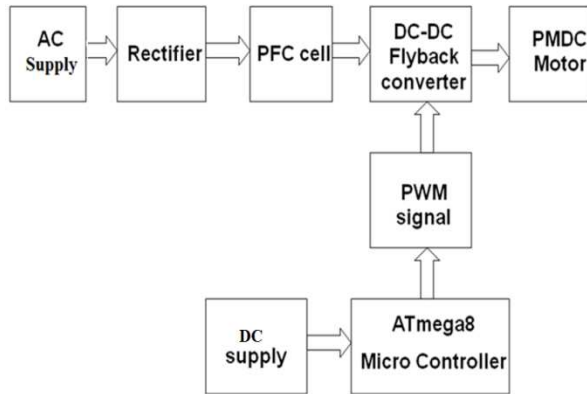 AC
Supply
Rectifier
PFC cell
DC-DC
Flyback
converter
PMDC
Motor
PWM
signal
DC
supply
ATmega8
Micro Controller